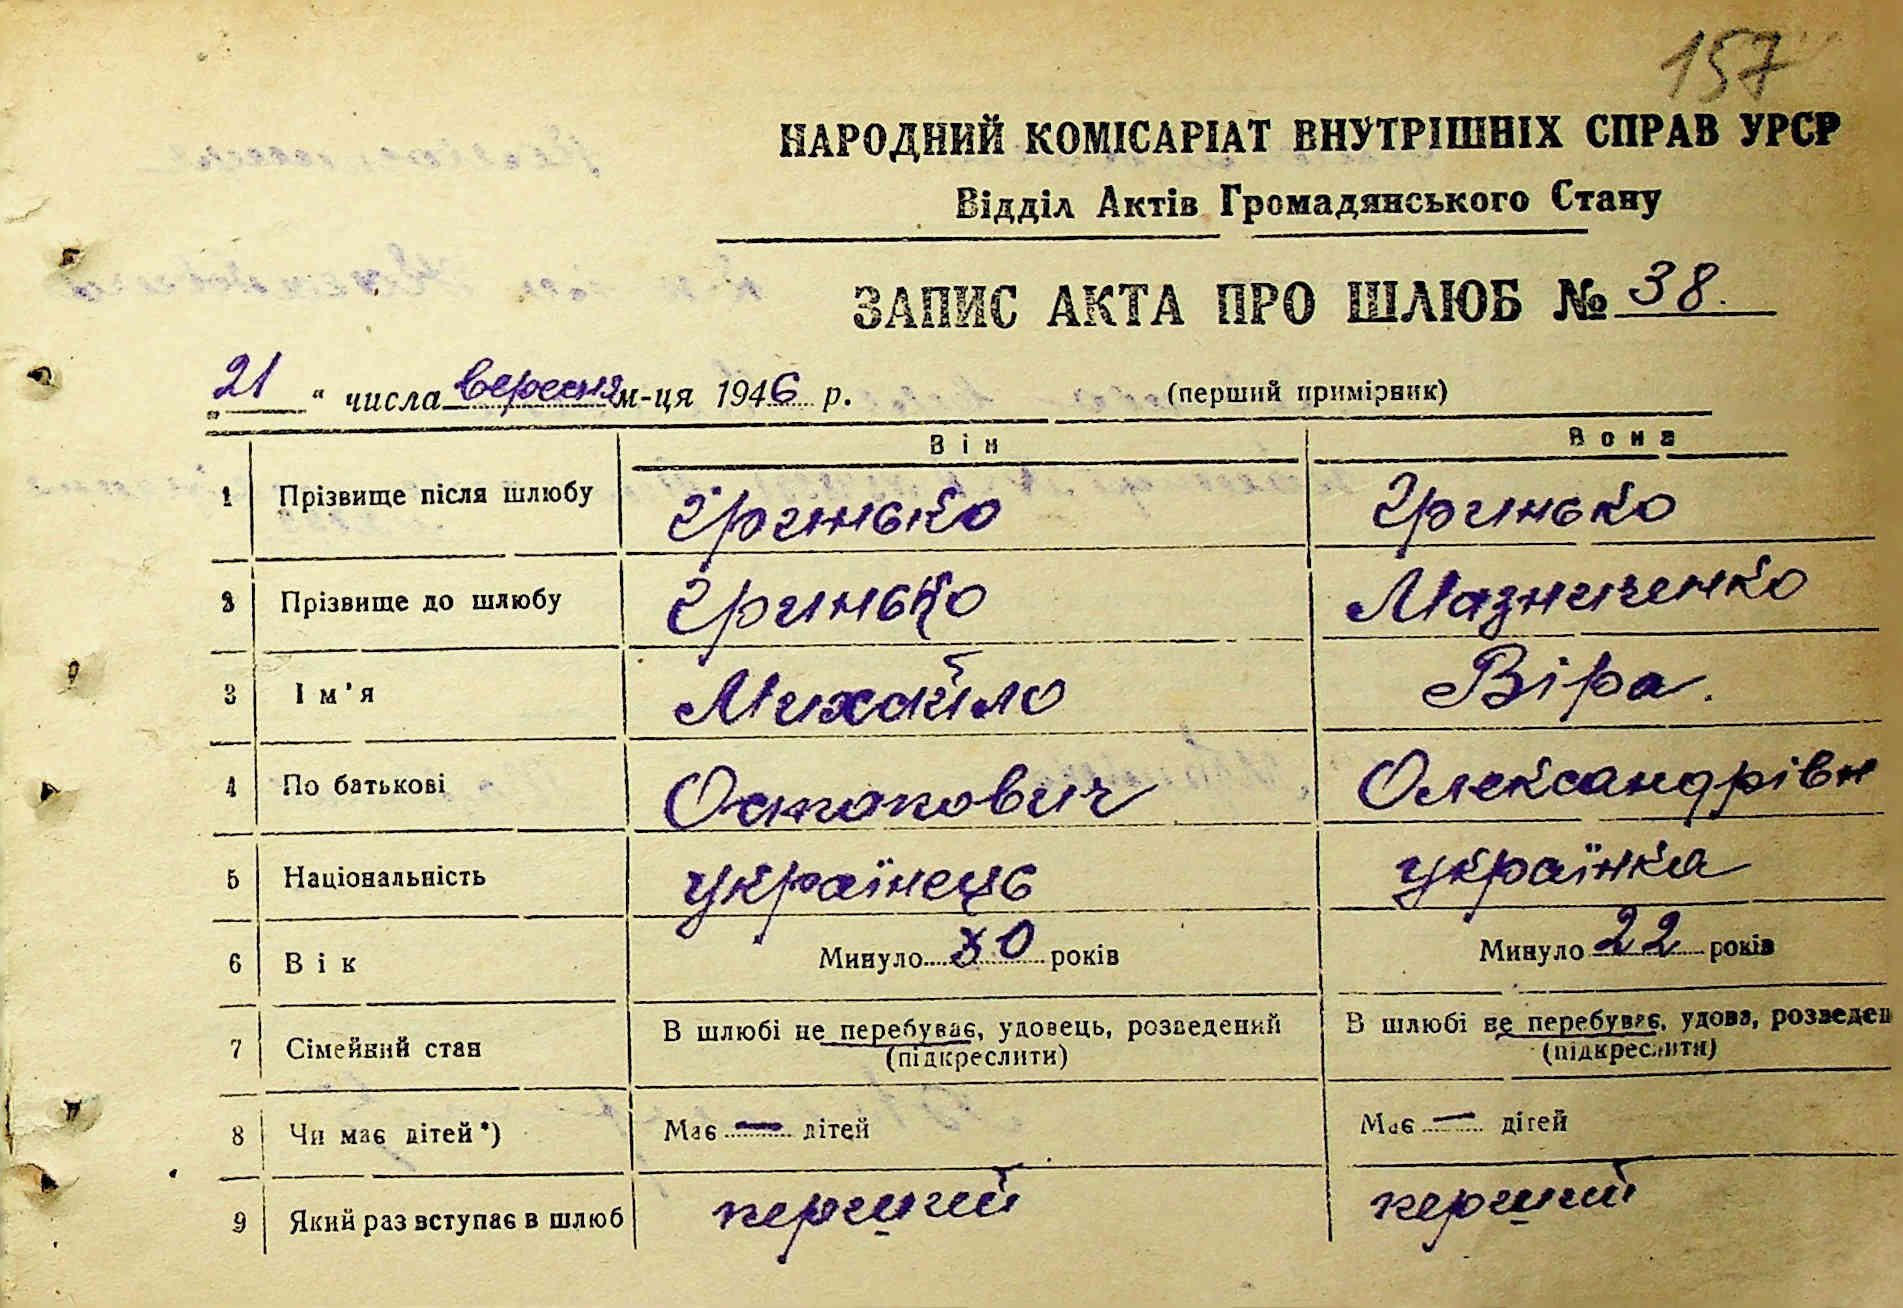 157
НАРОДНИЙ КОМІСАРІАТ ВНУТРІШНІХ СПРАВ УРСР
Відділ Актів Громадянського Стану
ЗАПИС АКТА ПРО ШЛЮБ № 38.
„21“ числа вересня м-ця 1946 р. (перший примірник)
Він Вона
1 Прізвище після шлюбу Гринько Гринько
2 Прізвище до шлюбу Гринько Мазниченко
3 Ім'я Михайло Віра.
4 По батькові Остапович Олександрівн
5 Національність українець українка
6 Вік Минуло 30 років Минуло 22 років
7 Сімейний стан В шлюбі не перебуває, удовець, розведений В шлюбі не перебуває, удова, розведен
(підкреслити) (підкреслити)
8 Чи має дітей*) Має — дітей Має — дітей
9 Який раз вступає в шлюб перший перший